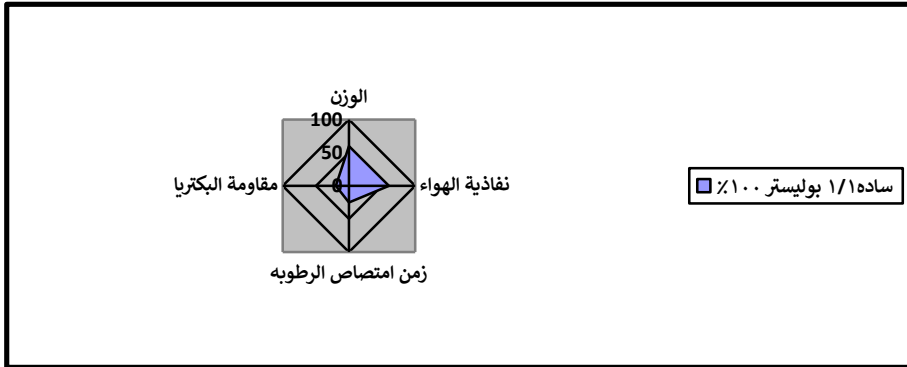 الوزن
100
50
0
نفاذية الهواء
مقاومة البكتريا
زمن امتصاص الرطوبه
ساده١/١ بوليستر ١٠٠٪